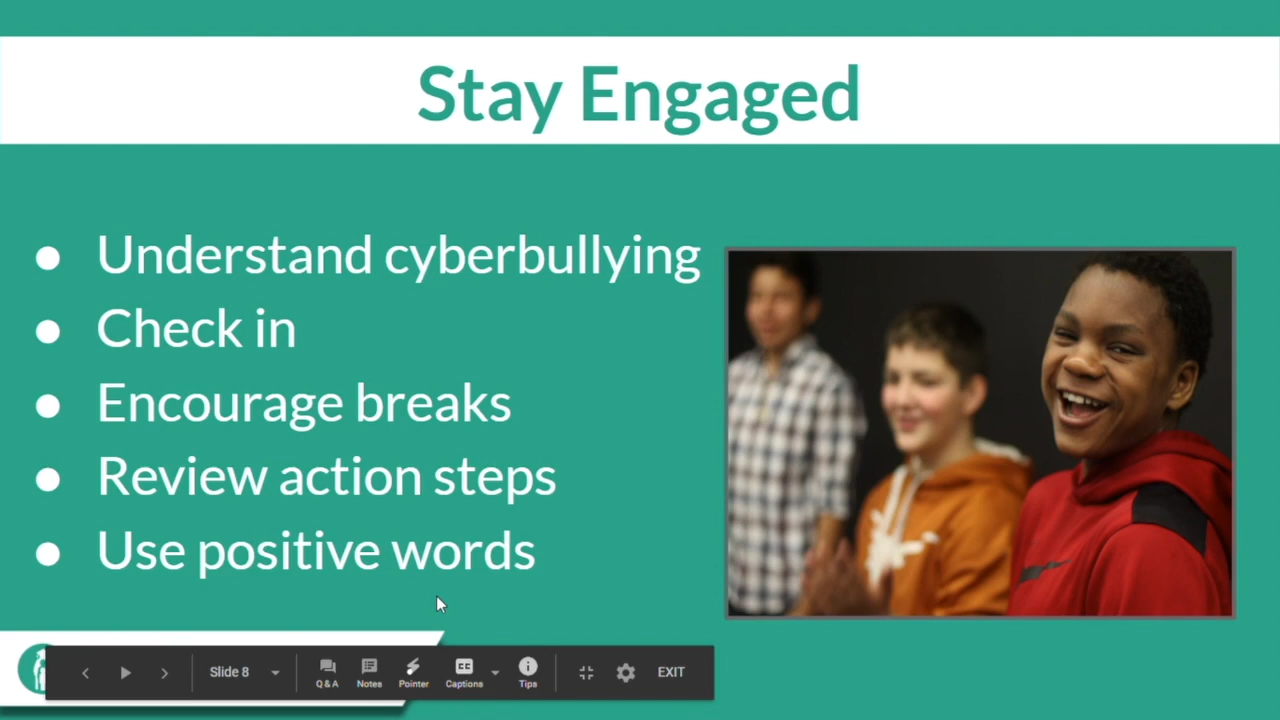 Stay Engaged
● Understand cyberbullying
● Check in
● Encourage breaks
● Review action steps
● Use positive words
Slide 8 Q&A Notes Pointer CC Captions Tips EXIT